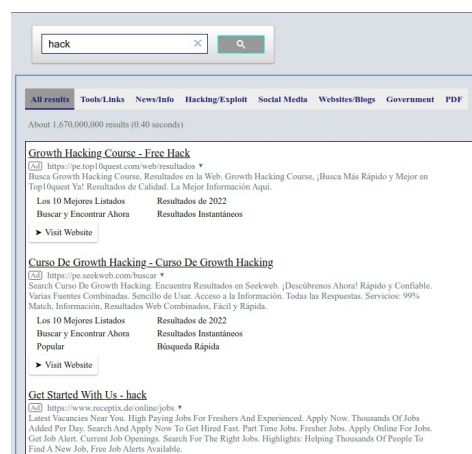 hack
All results Tools/Links News/Info Hacking/Exploit Social Media Websites/Blogs Government PDF
About 1,670,000,000 results (0.40 seconds)
Growth Hacking Course - Free Hack
Ad https://pe.top10quest.com/web/resultados ▼
Busca Growth Hacking Course, Resultados en la Web. Growth Hacking Course, ¡Busca Más Rápido y Mejor en
Top10quest Ya! Resultados de Calidad. La Mejor Información Aquí.
Los 10 Mejores Listados Resultados de 2022
Buscar y Encontrar Ahora Resultados Instantáneos
➤ Visit Website
Curso De Growth Hacking - Curso De Growth Hacking
Ad https://pe.seekweb.com/buscar ▼
Search Curso De Growth Hacking. Encuentra Resultados en Seekweb. ¡Descúbrenos Ahora! Rápido y Confiable.
Varias Fuentes Combinadas. Sencillo de Usar. Acceso a la Información. Todas las Respuestas. Servicios: 99%
Match, Información, Resultados Web Combinados, Fácil y Rápida.
Los 10 Mejores Listados Resultados de 2022
Buscar y Encontrar Ahora Resultados Instantáneos
Popular Búsqueda Rápida
➤ Visit Website
Get Started With Us - hack
Ad https://www.receptix.de/online/jobs ▼
Latest Vacancies Near You. High Paying Jobs For Freshers And Experienced. Apply Now. Thousands Of Jobs
Added Per Day. Search And Apply Now To Get Hired Fast. Part Time Jobs. Fresher Jobs. Apply Online For Jobs.
Get Job Alert. Current Job Openings. Search For The Right Jobs. Highlights: Helping Thousands Of People To
Find A New Job, Free Job Alerts Available.